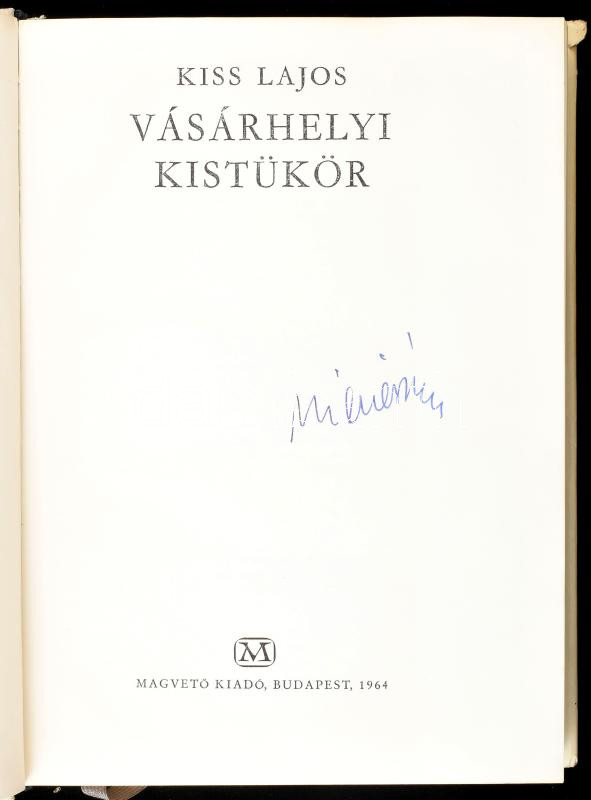 KISS LAJOS
VÁSÁRHELYI
KISTÜKÖR
M
MAGVETŐ KIADÓ, BUDAPEST, 1964